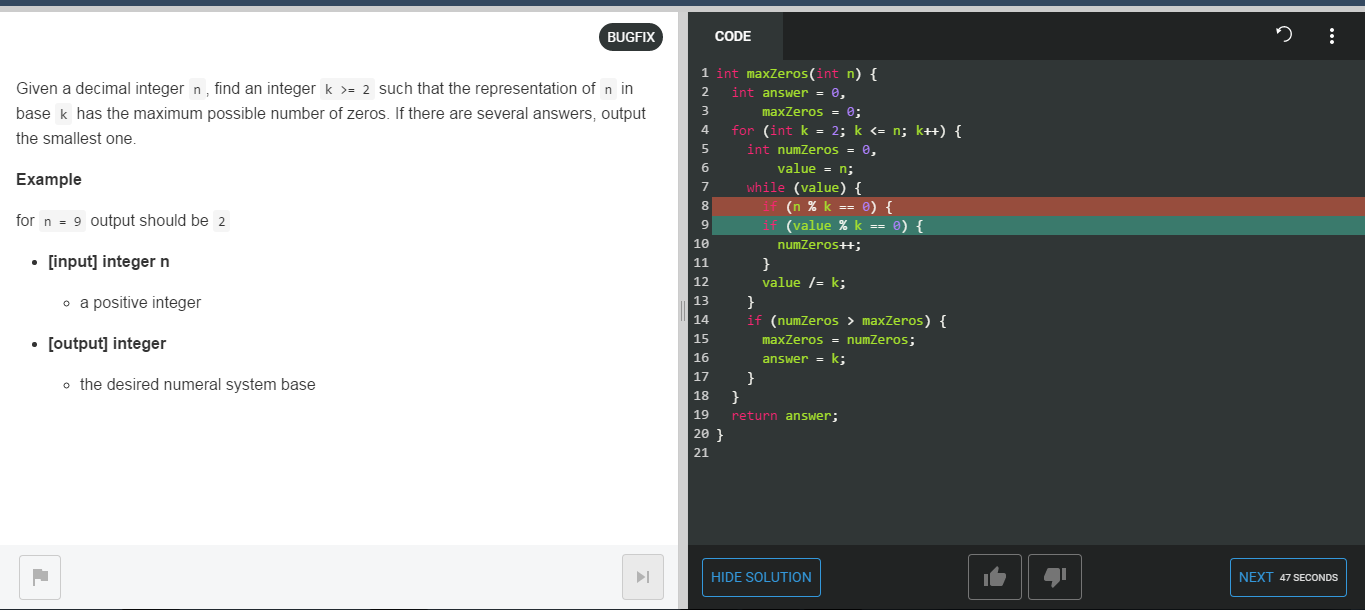 BUGFIX
Given a decimal integer n, find an integer k >= 2 such that the representation of n in
base k has the maximum possible number of zeros. If there are several answers, output
the smallest one.
Example
for n = 9 output should be 2
• [input] integer n
◦ a positive integer
• [output] integer
◦ the desired numeral system base
CODE
1 int maxZeros(int n) {
2   int answer = 0,
3       maxZeros = 0;
4   for (int k = 2; k <= n; k++) {
5     int numZeros = 0,
6         value = n;
7     while (value) {
8       if (n % k == 0) {
9       if (value % k == 0) {
10         numZeros++;
11       }
12       value /= k;
13     }
14     if (numZeros > maxZeros) {
15       maxZeros = numZeros;
16       answer = k;
17     }
18   }
19   return answer;
20 }
21
HIDE SOLUTION
NEXT 47 SECONDS